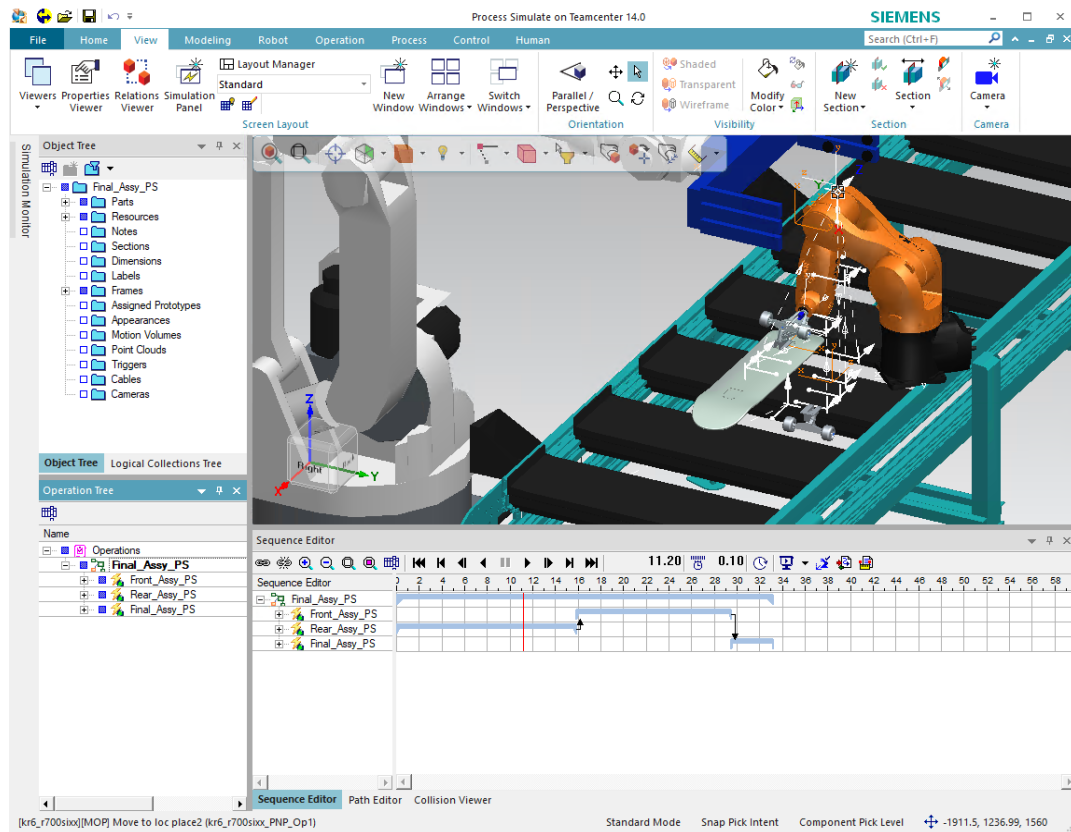 Process Simulate on Teamcenter 14.0
SIEMENS
File Home View Modeling Robot Operation Process Control Human
Search (Ctrl+F)
Viewers
Properties Viewer
Relations Viewer
Simulation Panel
Layout Manager
Standard
New Window
Arrange Windows
Switch Windows
Screen Layout
Parallel / Perspective
Orientation
Shaded
Transparent
Wireframe
Modify Color
Visibility
New Section
Section
Section
Camera
Camera
Simulation Monitor
Object Tree
Final_Assy_PS
Parts
Resources
Notes
Sections
Dimensions
Labels
Frames
Assigned Prototypes
Appearances
Motion Volumes
Point Clouds
Triggers
Cables
Cameras
Object Tree Logical Collections Tree
Operation Tree
Name
Operations
Final_Assy_PS
Front_Assy_PS
Rear_Assy_PS
Final_Assy_PS
Z
Y
X
Right
Sequence Editor
11.20 0.10
Sequence Editor
2 4 6 8 10 12 14 16 18 20 22 24 26 28 30 32 34 36 38 40 42 44 46 48 50 52 54 56 58
Final_Assy_PS
Front_Assy_PS
Rear_Assy_PS
Final_Assy_PS
Sequence Editor Path Editor Collision Viewer
[kr6_r700sixx][MOP] Move to loc place2 (kr6_r700sixx_PNP_Op1)
Standard Mode Snap Pick Intent Component Pick Level -1911.5, 1236.99, 1560